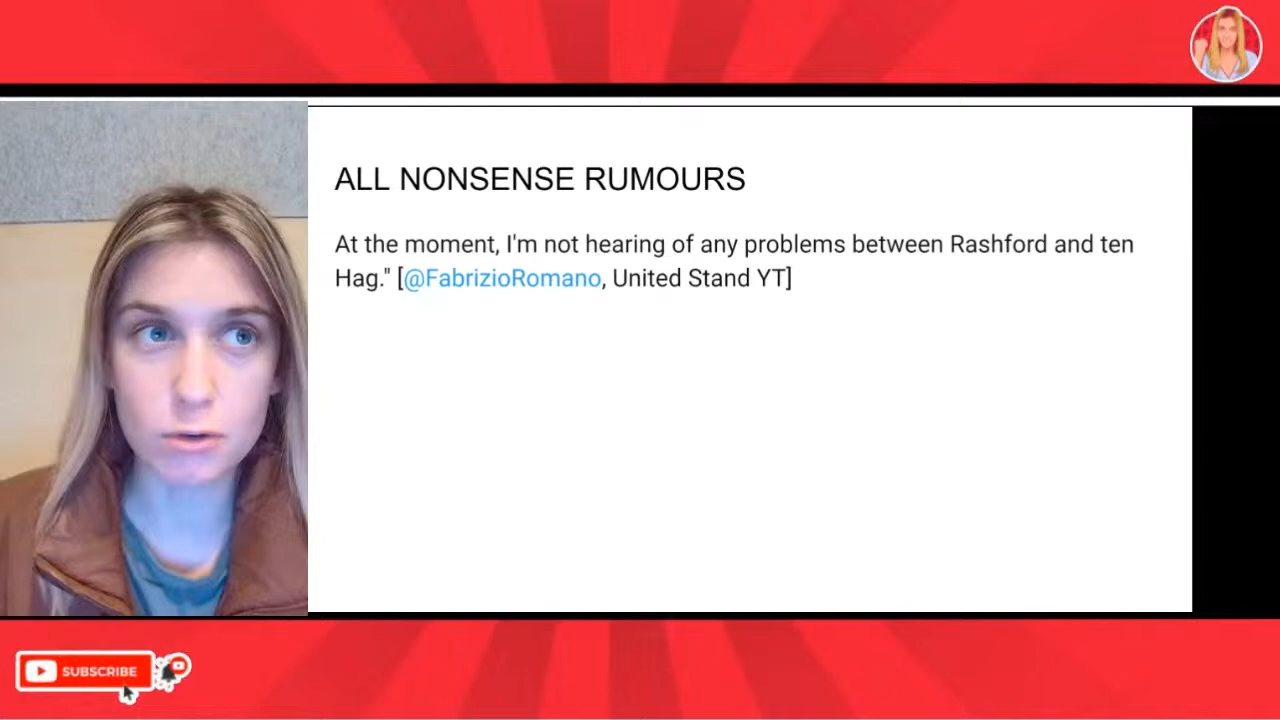 ALL NONSENSE RUMOURS
At the moment, I'm not hearing of any problems between Rashford and ten
Hag." [@FabrizioRomano, United Stand YT]
SUBSCRIBE